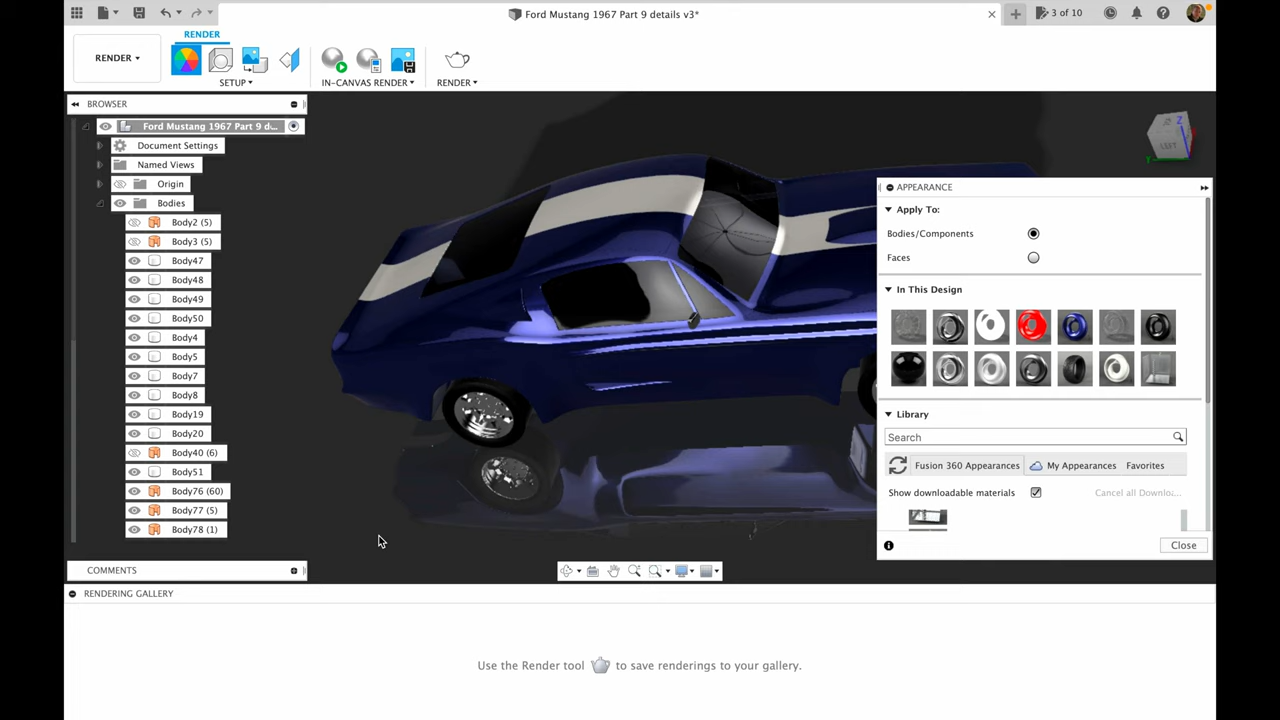 Ford Mustang 1967 Part 9 details v3*
3 of 10
RENDER
RENDER
SETUP
IN-CANVAS RENDER
RENDER
BROWSER
Ford Mustang 1967 Part 9 d...
Document Settings
Named Views
Origin
Bodies
Body2 (5)
Body3 (5)
Body47
Body48
Body49
Body50
Body4
Body5
Body7
Body8
Body19
Body20
Body40 (6)
Body51
Body76 (60)
Body77 (5)
Body78 (1)
Z
LEFT
Y
APPEARANCE
Apply To:
Bodies/Components
Faces
In This Design
Library
Search
Fusion 360 Appearances
My Appearances
Favorites
Show downloadable materials
Cancel all Downlo...
Close
COMMENTS
RENDERING GALLERY
Use the Render tool to save renderings to your gallery.